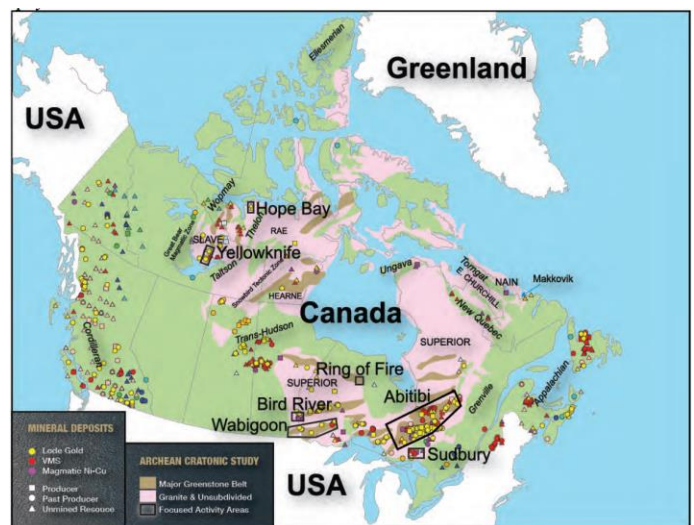 Ellesmerian
Greenland
USA
Wopmay
Great Bear
Magmatic Zone
Thelon
Hope Bay
SLAVE
RAE
Yellowknife
Taltson
Snowbird Tectonic Zone
HEARNE
Ungava
Torngat
E. CHURCHILL
NAIN
Makkovik
New Quebec
Canada
Cordilleran
Trans-Hudson
SUPERIOR
Ring of Fire
SUPERIOR
Bird River
Abitibi
Wabigoon
Grenville
Appalachian
Sudbury
USA
MINERAL DEPOSITS
Lode Gold
VMS
Magmatic Ni-Cu
Producer
Past Producer
Unmined Resouce
ARCHEAN CRATONIC STUDY
Major Greenstone Belt
Granite & Unsubdivided
Focused Activity Areas